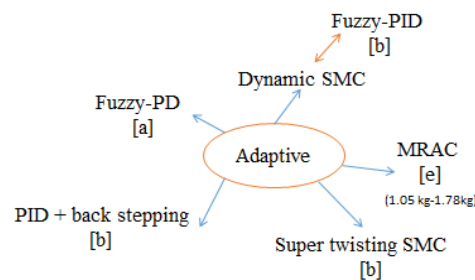 Fuzzy-PID
[b]
Dynamic SMC
Fuzzy-PD
[a]
Adaptive
MRAC
[e]
(1.05 kg-1.78kg)
PID + back stepping
[b]
Super twisting SMC
[b]